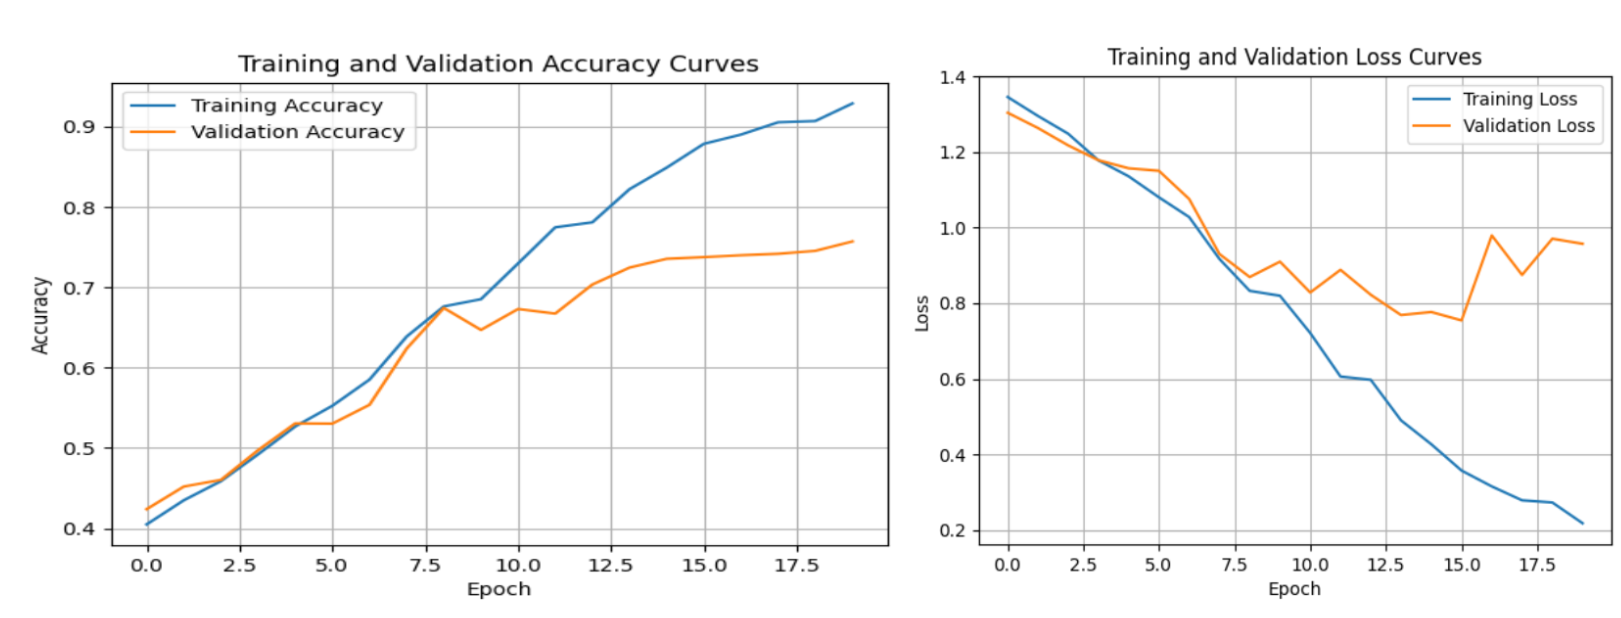 Training and Validation Accuracy Curves
Training Accuracy
Validation Accuracy
0.9
0.8
0.7
0.6
0.5
0.4
Accuracy
0.0 2.5 5.0 7.5 10.0 12.5 15.0 17.5
Epoch
Training and Validation Loss Curves
Training Loss
Validation Loss
1.4
1.2
1.0
0.8
0.6
0.4
0.2
Loss
0.0 2.5 5.0 7.5 10.0 12.5 15.0 17.5
Epoch